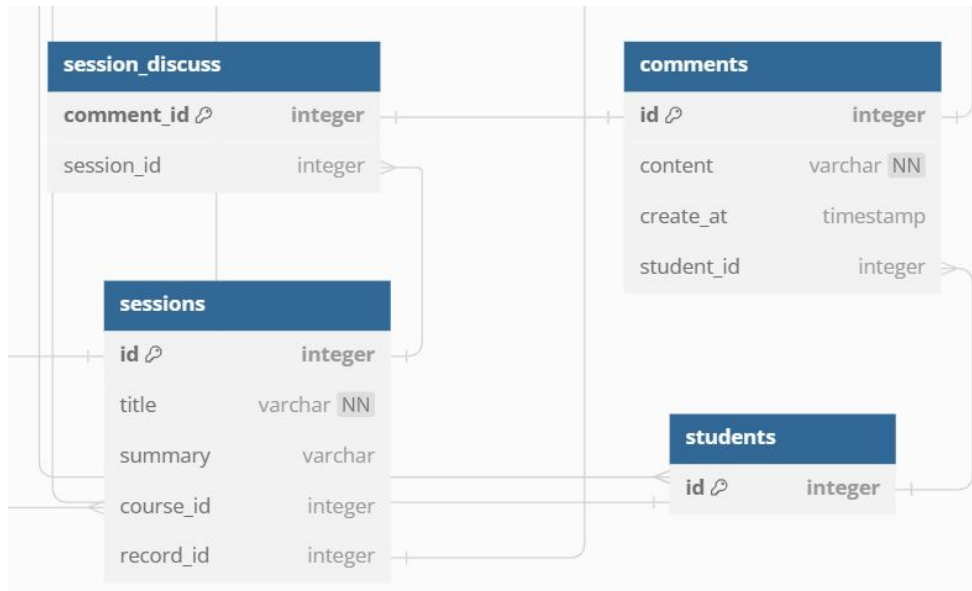 session_discuss
comment_id integer
session_id integer
comments
id integer
content varchar NN
create_at timestamp
student_id integer
sessions
id integer
title varchar NN
summary varchar
course_id integer
record_id integer
students
id integer